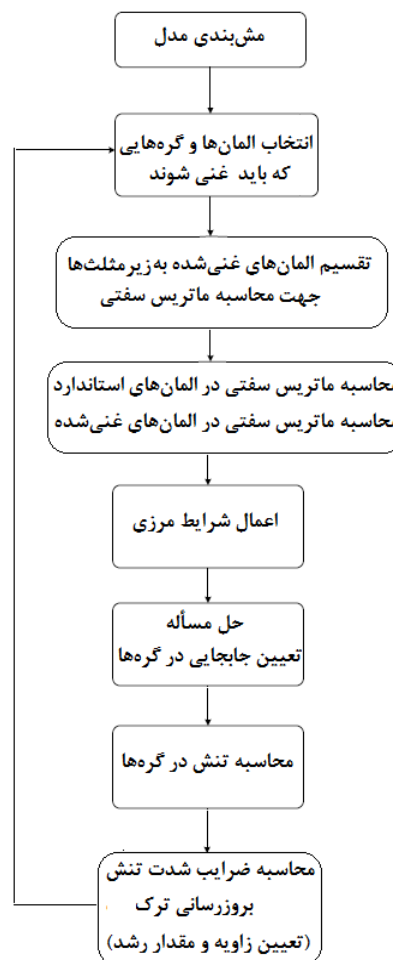 مش‌بندی مدل
انتخاب المان‌ها و گره‌هایی
که باید غنی شوند
تقسیم المان‌های غنی‌شده به زیرمثلث‌ها
جهت محاسبه ماتریس سفتی
محاسبه ماتریس سفتی در المان‌های استاندارد
محاسبه ماتریس سفتی در المان‌های غنی‌شده
اعمال شرایط مرزی
حل مسأله
تعیین جابجایی در گره‌ها
محاسبه تنش در گره‌ها
محاسبه ضرایب شدت تنش
بروزرسانی ترک
(تعیین زاویه و مقدار رشد)